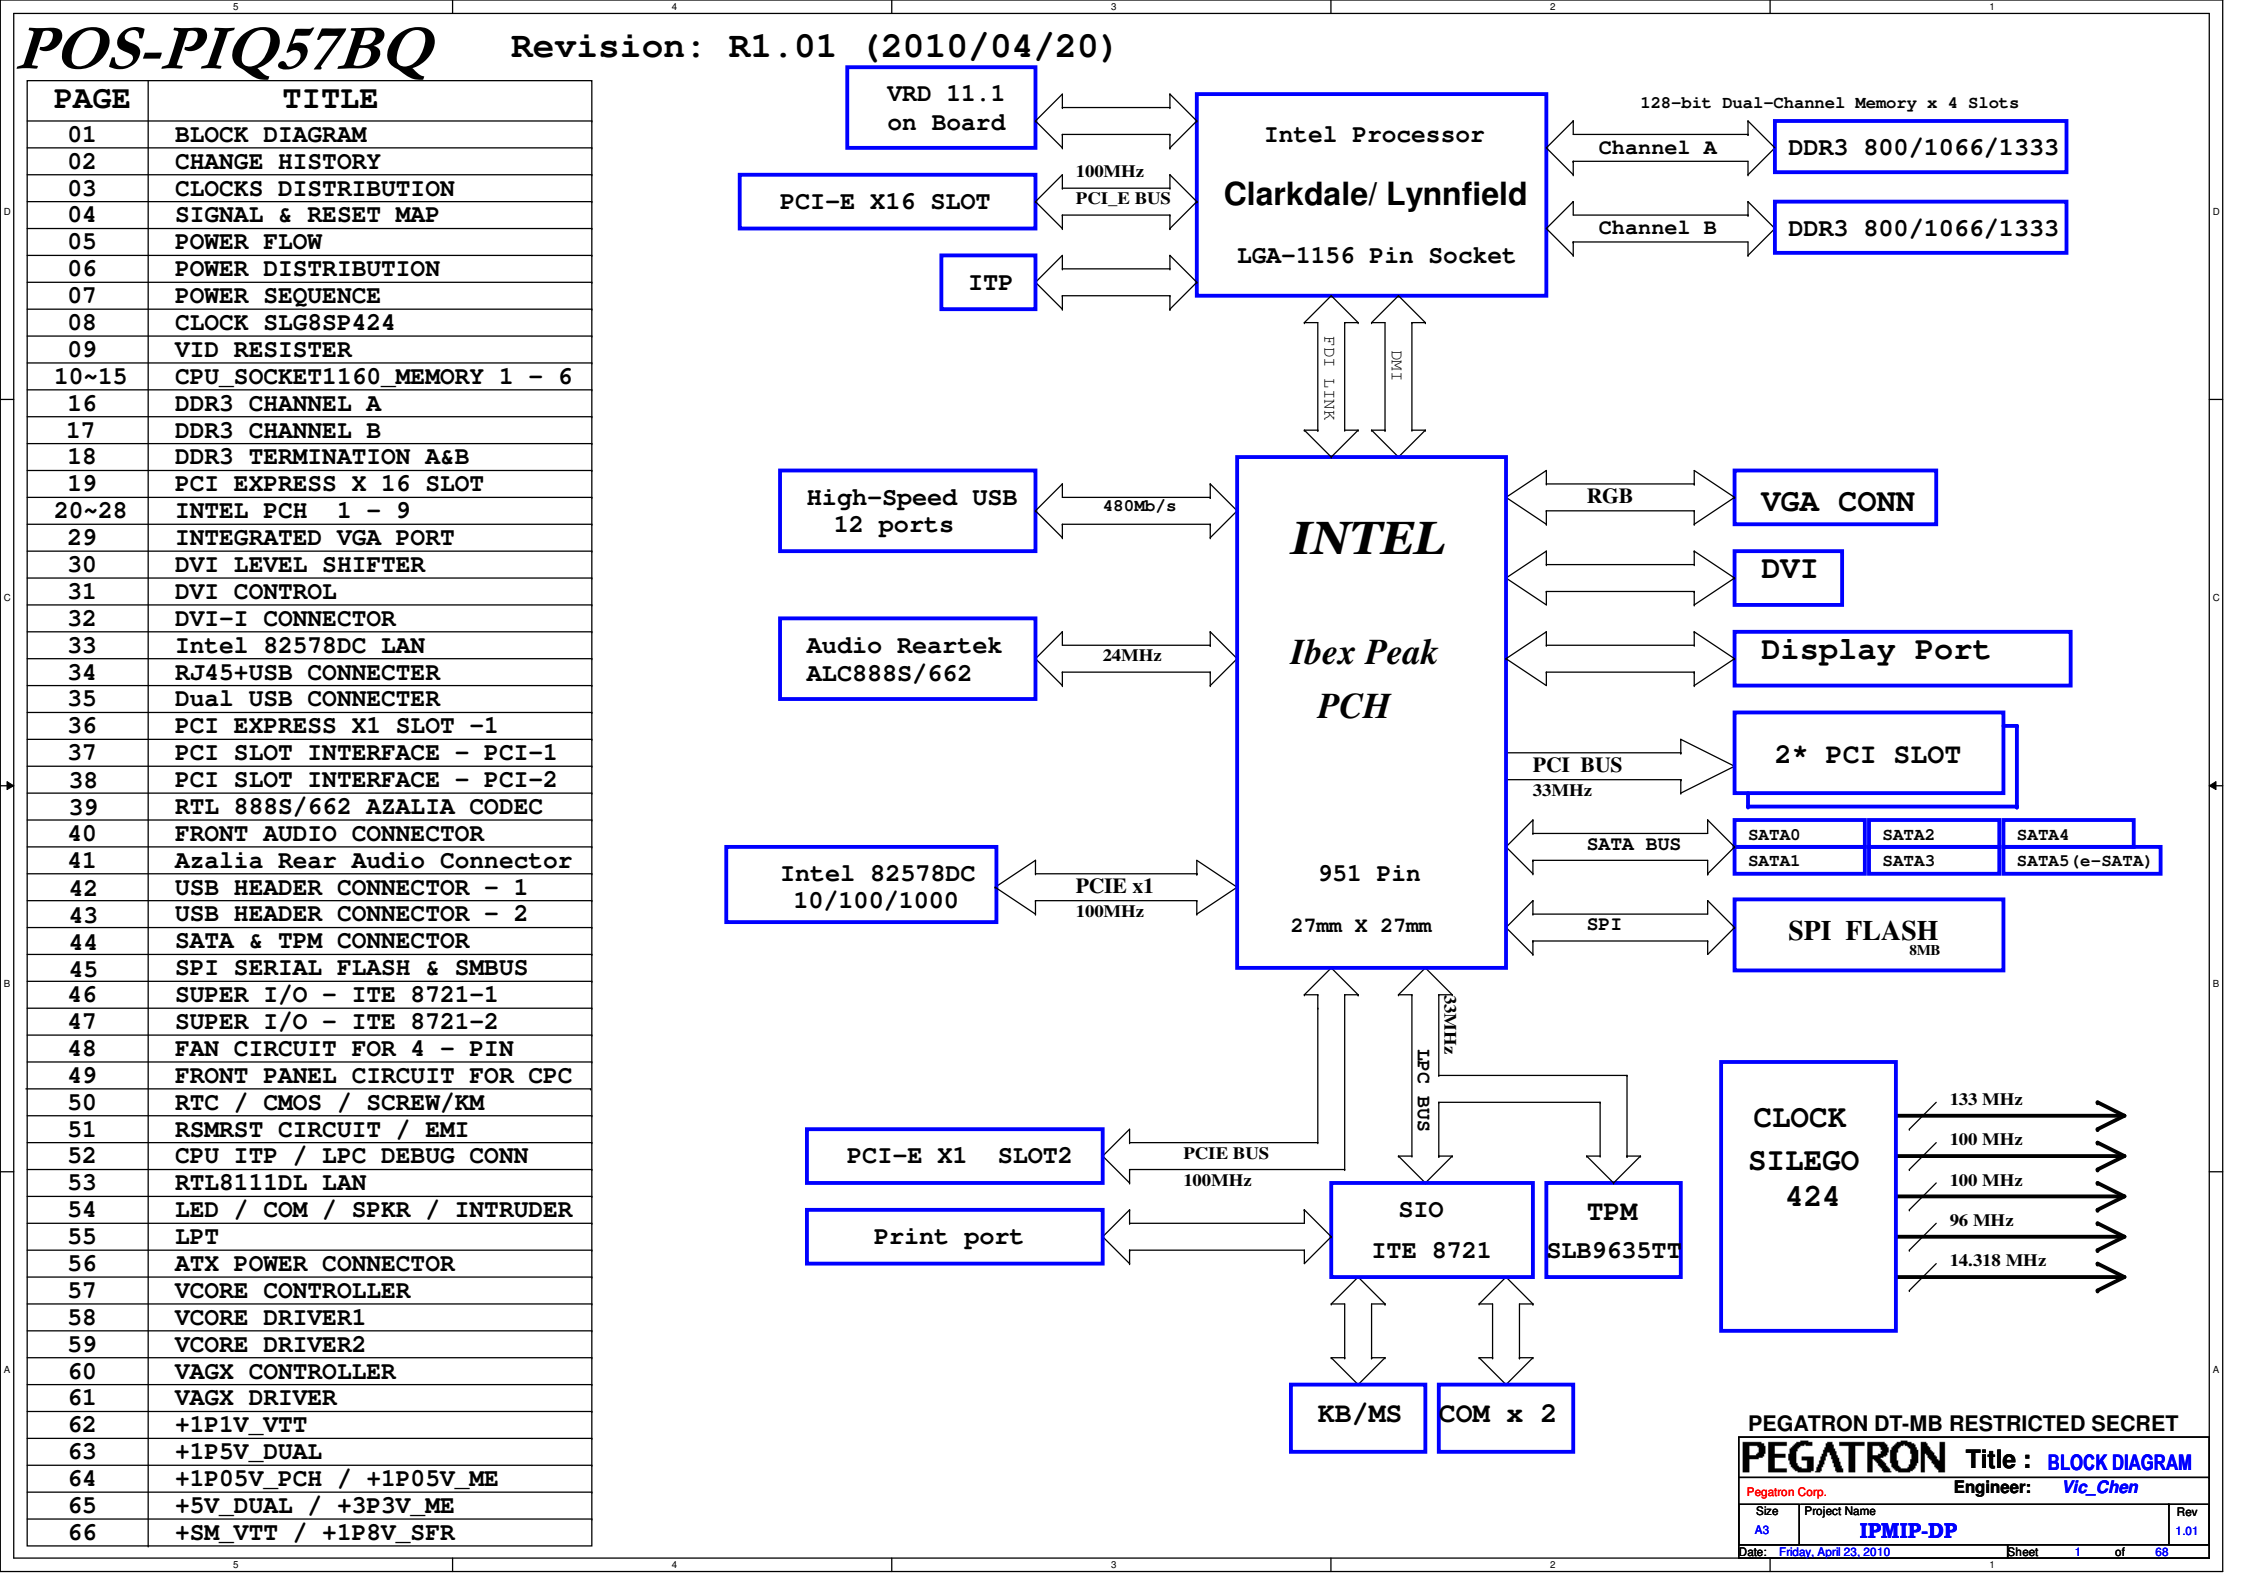 5 4 3 2 1
POS-PIQ57BQ Revision: R1.01 (2010/04/20)
PAGE TITLE
01 BLOCK DIAGRAM
02 CHANGE HISTORY
03 CLOCKS DISTRIBUTION
04 SIGNAL & RESET MAP
05 POWER FLOW
06 POWER DISTRIBUTION
07 POWER SEQUENCE
08 CLOCK SLG8SP424
09 VID RESISTER
10~15 CPU_SOCKET1160_MEMORY 1 - 6
16 DDR3 CHANNEL A
17 DDR3 CHANNEL B
18 DDR3 TERMINATION A&B
19 PCI EXPRESS X 16 SLOT
20~28 INTEL PCH 1 - 9
29 INTEGRATED VGA PORT
30 DVI LEVEL SHIFTER
31 DVI CONTROL
32 DVI-I CONNECTOR
33 Intel 82578DC LAN
34 RJ45+USB CONNECTER
35 Dual USB CONNECTER
36 PCI EXPRESS X1 SLOT -1
37 PCI SLOT INTERFACE - PCI-1
38 PCI SLOT INTERFACE - PCI-2
39 RTL 888S/662 AZALIA CODEC
40 FRONT AUDIO CONNECTOR
41 Azalia Rear Audio Connector
42 USB HEADER CONNECTOR - 1
43 USB HEADER CONNECTOR - 2
44 SATA & TPM CONNECTOR
45 SPI SERIAL FLASH & SMBUS
46 SUPER I/O - ITE 8721-1
47 SUPER I/O - ITE 8721-2
48 FAN CIRCUIT FOR 4 - PIN
49 FRONT PANEL CIRCUIT FOR CPC
50 RTC / CMOS / SCREW/KM
51 RSMRST CIRCUIT / EMI
52 CPU ITP / LPC DEBUG CONN
53 RTL8111DL LAN
54 LED / COM / SPKR / INTRUDER
55 LPT
56 ATX POWER CONNECTOR
57 VCORE CONTROLLER
58 VCORE DRIVER1
59 VCORE DRIVER2
60 VAGX CONTROLLER
61 VAGX DRIVER
62 +1P1V_VTT
63 +1P5V_DUAL
64 +1P05V_PCH / +1P05V_ME
65 +5V_DUAL / +3P3V_ME
66 +SM_VTT / +1P8V_SFR
VRD 11.1
on Board
PCI-E X16 SLOT
100MHz
PCI_E BUS
ITP
Intel Processor
Clarkdale/ Lynnfield
LGA-1156 Pin Socket
128-bit Dual-Channel Memory x 4 Slots
Channel A
DDR3 800/1066/1333
Channel B
DDR3 800/1066/1333
FDI LINK
DMI
High-Speed USB
12 ports
480Mb/s
Audio Reartek
ALC888S/662
24MHz
Intel 82578DC
10/100/1000
PCIE x1
100MHz
INTEL
Ibex Peak
PCH
951 Pin
27mm X 27mm
RGB
VGA CONN
DVI
Display Port
PCI BUS
33MHz
2* PCI SLOT
SATA BUS
SATA0 SATA2 SATA4
SATA1 SATA3 SATA5(e-SATA)
SPI
SPI FLASH
8MB
33MHz
LPC BUS
PCI-E X1 SLOT2
PCIE BUS
100MHz
Print port
SIO
ITE 8721
TPM
SLB9635TT
KB/MS
COM x 2
CLOCK
SILEGO
424
133 MHz
100 MHz
100 MHz
96 MHz
14.318 MHz
PEGATRON DT-MB RESTRICTED SECRET
PEGATRON Title : BLOCK DIAGRAM
Pegatron Corp. Engineer: Vic_Chen
Size Project Name Rev
A3 IPMIP-DP 1.01
Date: Friday, April 23, 2010 Sheet 1 of 68
D D
C C
B B
A A
5 4 3 2 1